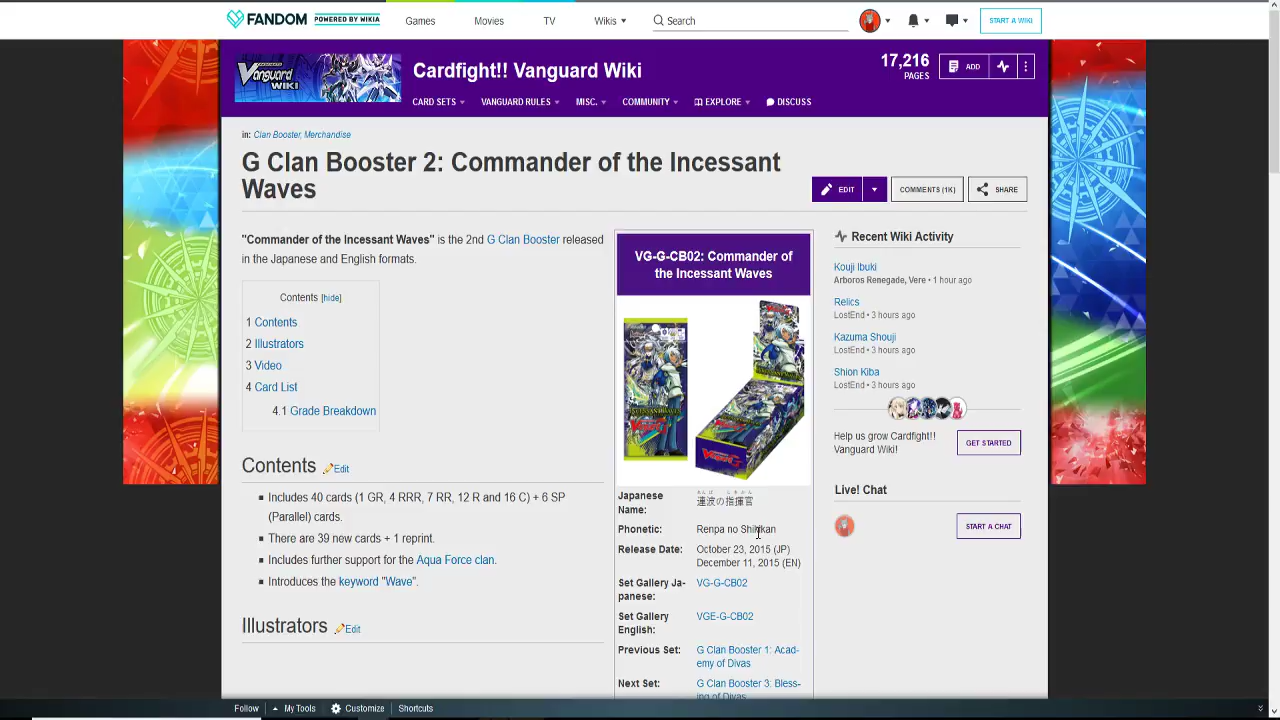 FANDOM POWERED BY WIKIA Games Movies TV Wikis Search START A WIKI
Vanguard WIKI
Cardfight!! Vanguard Wiki
17,216 PAGES
ADD
CARD SETS VANGUARD RULES MISC. COMMUNITY EXPLORE DISCUSS
in: Clan Booster, Merchandise
G Clan Booster 2: Commander of the Incessant
Waves
EDIT COMMENTS (1K) SHARE
"Commander of the Incessant Waves" is the 2nd G Clan Booster released
in the Japanese and English formats.
Contents [hide]
1 Contents
2 Illustrators
3 Video
4 Card List
4.1 Grade Breakdown
Contents Edit
Includes 40 cards (1 GR, 4 RRR, 7 RR, 12 R and 16 C) + 6 SP
(Parallel) cards.
There are 39 new cards + 1 reprint.
Includes further support for the Aqua Force clan.
Introduces the keyword "Wave".
Illustrators Edit
VG-G-CB02: Commander of
the Incessant Waves
Japanese
Name:
連波の指揮官
Phonetic: Renpa no Shikikan
Release Date: October 23, 2015 (JP)
December 11, 2015 (EN)
Set Gallery Ja-
panese:
VG-G-CB02
Set Gallery
English:
VGE-G-CB02
Previous Set: G Clan Booster 1: Acad-
emy of Divas
Next Set: G Clan Booster 3: Bless-
ing of Divas
Recent Wiki Activity
Kouji Ibuki
Arboros Renegade, Vere • 1 hour ago
Relics
LostEnd • 3 hours ago
Kazuma Shouji
LostEnd • 3 hours ago
Shion Kiba
LostEnd • 3 hours ago
Help us grow Cardfight!!
Vanguard Wiki!
GET STARTED
Live! Chat
START A CHAT
Follow My Tools Customize Shortcuts